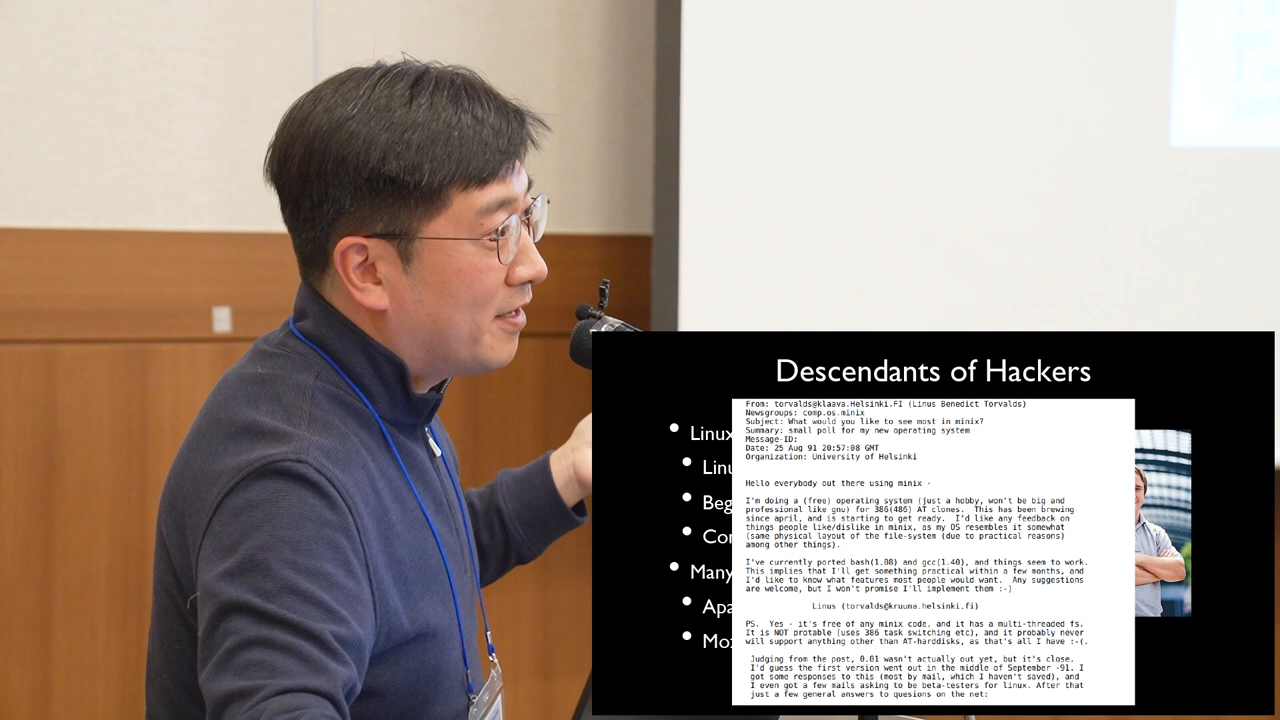 Descendants of Hackers
Linux
From: torvalds@klaava.Helsinki.FI (Linus Benedict Torvalds)
Newsgroups: comp.os.minix
Subject: What would you like to see most in minix?
Summary: small poll for my new operating system
Message-ID:
Date: 25 Aug 91 20:57:08 GMT
Organization: University of Helsinki
Hello everybody out there using minix -
I'm doing a (free) operating system (just a hobby, won't be big and
professional like gnu) for 386(486) AT clones.  This has been brewing
since april, and is starting to get ready.  I'd like any feedback on
things people like/dislike in minix, as my OS resembles it somewhat
(same physical layout of the file-system (due to practical reasons)
among other things).
I've currently ported bash(1.08) and gcc(1.40), and things seem to work.
This implies that I'll get something practical within a few months, and
I'd like to know what features most people would want.  Any suggestions
are welcome, but I won't promise I'll implement them :-)
Linus (torvalds@kruuna.helsinki.fi)
PS.  Yes - it's free of any minix code, and it has a multi-threaded fs.
It is NOT protable (uses 386 task switching etc), and it probably never
will support anything other than AT-harddisks, as that's all I have :-(.
Judging from the post, 0.01 wasn't actually out yet, but it's close.
I'd guess the first version went out in the middle of September -91. I
got some responses to this (most by mail, which I haven't saved), and
I even got a few mails asking to be beta-testers for linux. After that
just a few general answers to quesions on the net:
Many